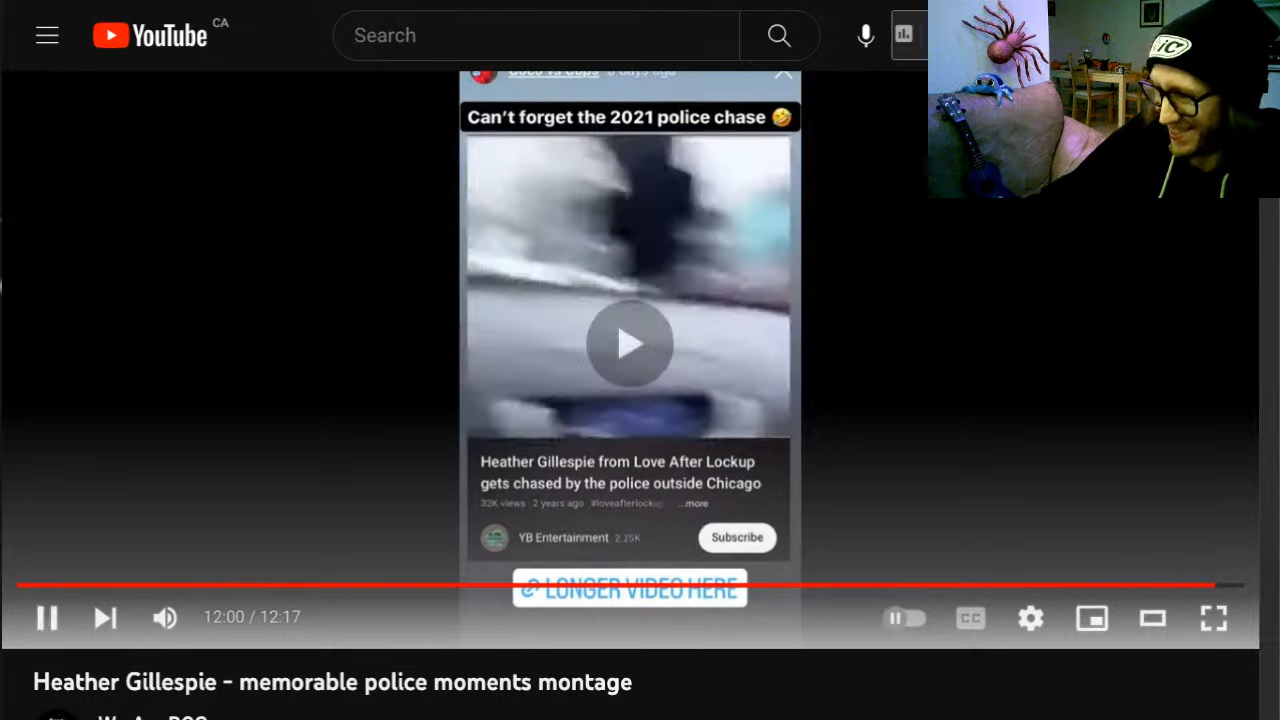 YouTube CA
Search
BIC
Coco vs Cops 6 days ago
Can't forget the 2021 police chase 🤣
Heather Gillespie from Love After Lockup
gets chased by the police outside Chicago
32K views 2 years ago #loveafterlockup ...more
YB Entertainment 2.25K
Subscribe
LONGER VIDEO HERE
12:00 / 12:17
CC
Heather Gillespie - memorable police moments montage